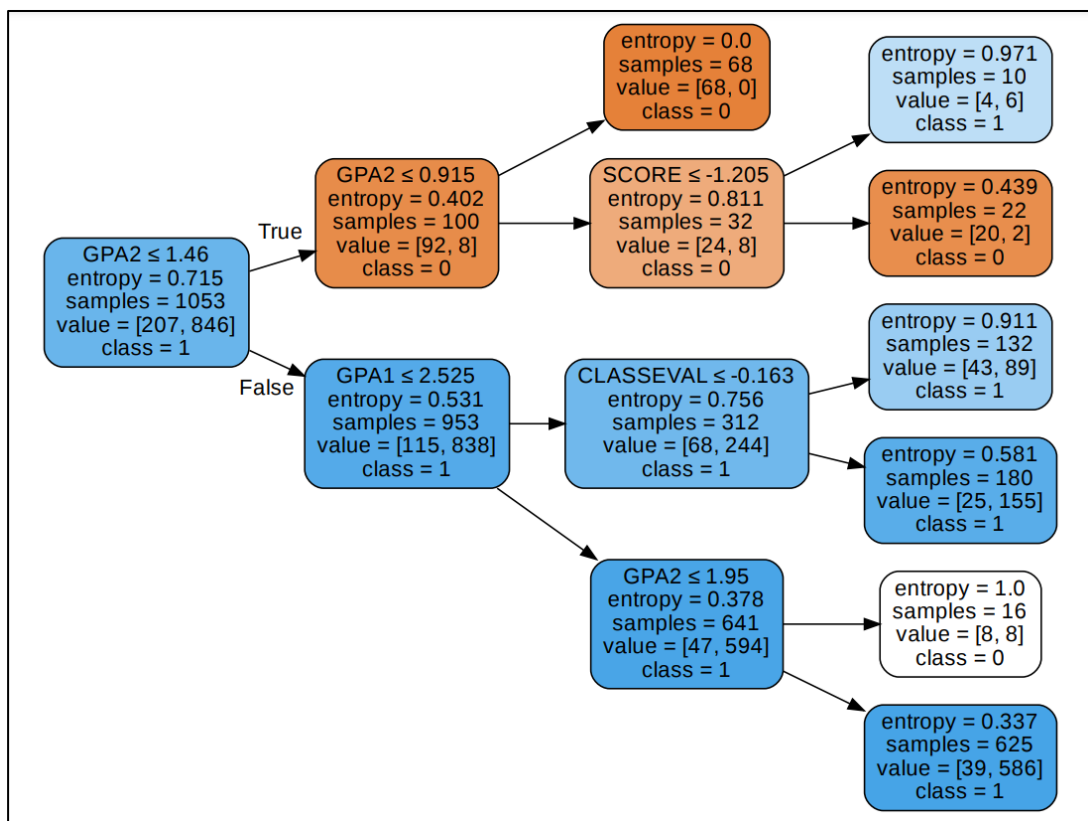 GPA2 ≤ 1.46
entropy = 0.715
samples = 1053
value = [207, 846]
class = 1
True
False
GPA2 ≤ 0.915
entropy = 0.402
samples = 100
value = [92, 8]
class = 0
GPA1 ≤ 2.525
entropy = 0.531
samples = 953
value = [115, 838]
class = 1
entropy = 0.0
samples = 68
value = [68, 0]
class = 0
SCORE ≤ -1.205
entropy = 0.811
samples = 32
value = [24, 8]
class = 0
CLASSEVAL ≤ -0.163
entropy = 0.756
samples = 312
value = [68, 244]
class = 1
GPA2 ≤ 1.95
entropy = 0.378
samples = 641
value = [47, 594]
class = 1
entropy = 0.971
samples = 10
value = [4, 6]
class = 1
entropy = 0.439
samples = 22
value = [20, 2]
class = 0
entropy = 0.911
samples = 132
value = [43, 89]
class = 1
entropy = 0.581
samples = 180
value = [25, 155]
class = 1
entropy = 1.0
samples = 16
value = [8, 8]
class = 0
entropy = 0.337
samples = 625
value = [39, 586]
class = 1